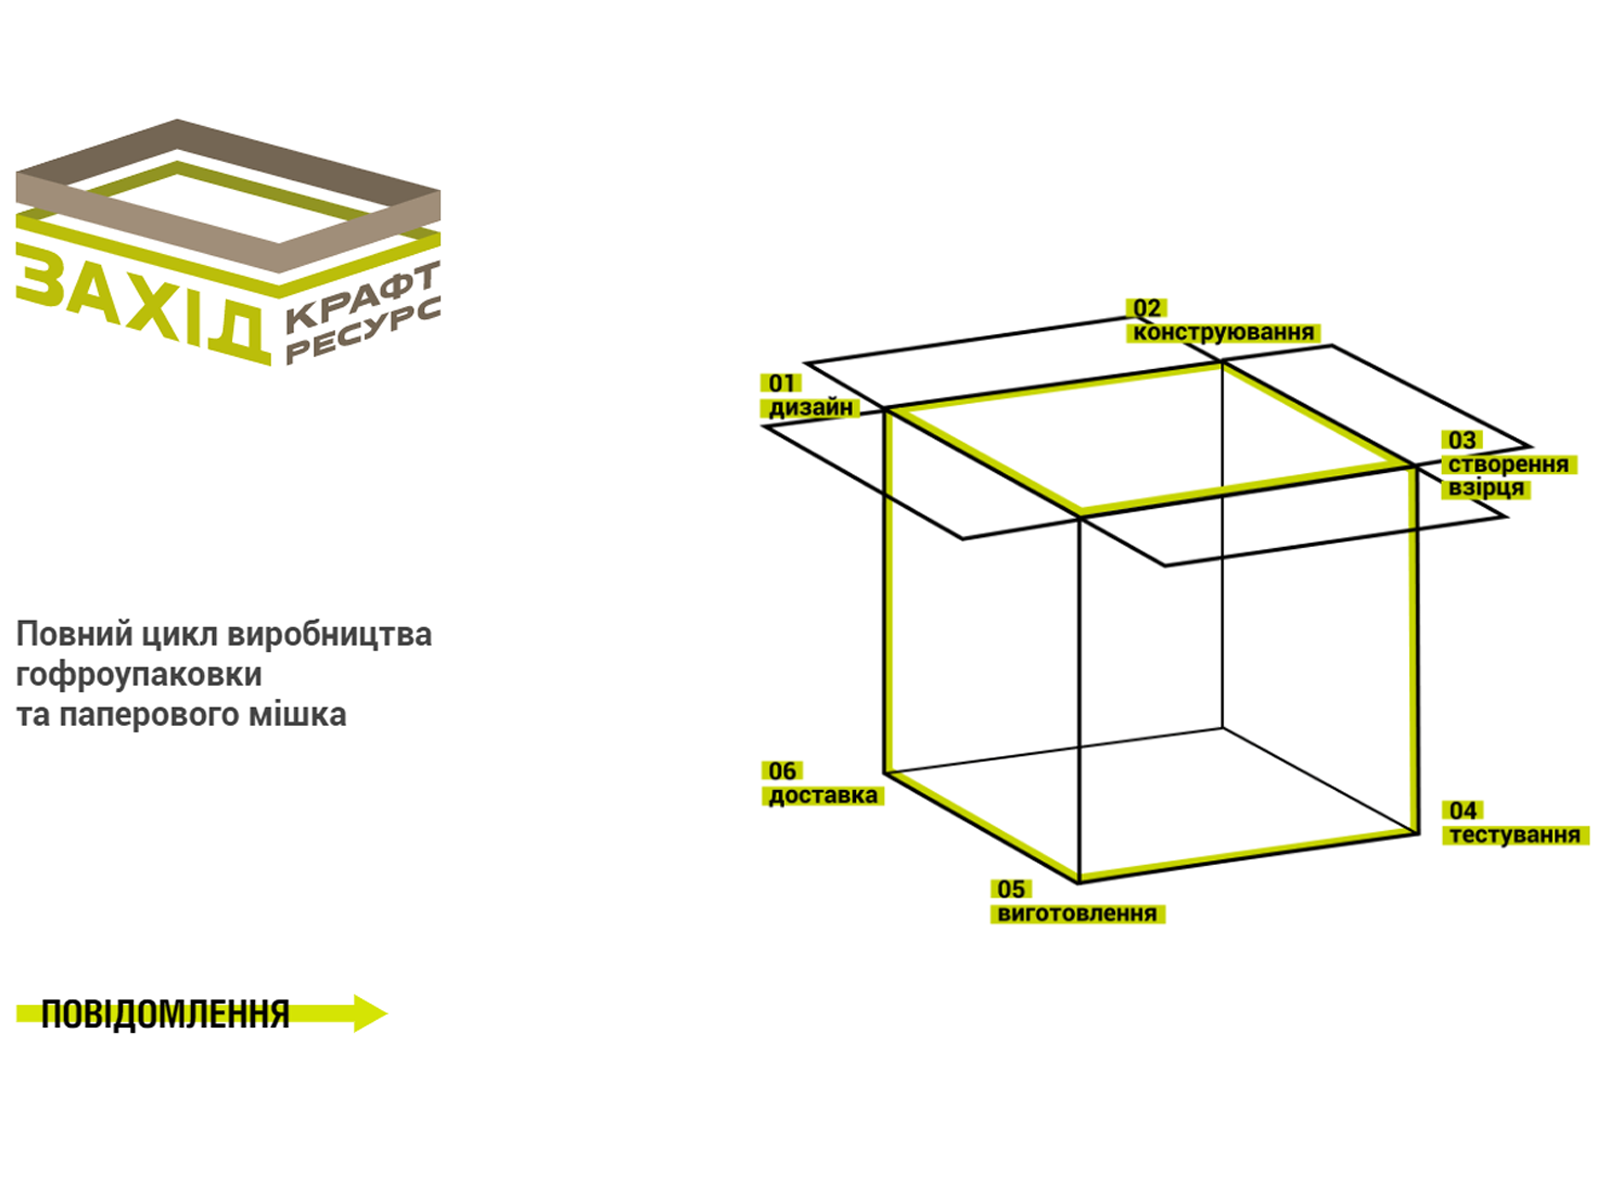 ЗАХІД
КРАФТ
РЕСУРС
Повний цикл виробництва
гофроупаковки
та паперового мішка
ПОВІДОМЛЕННЯ
01
дизайн
02
конструювання
03
створення
взірця
04
тестування
05
виготовлення
06
доставка